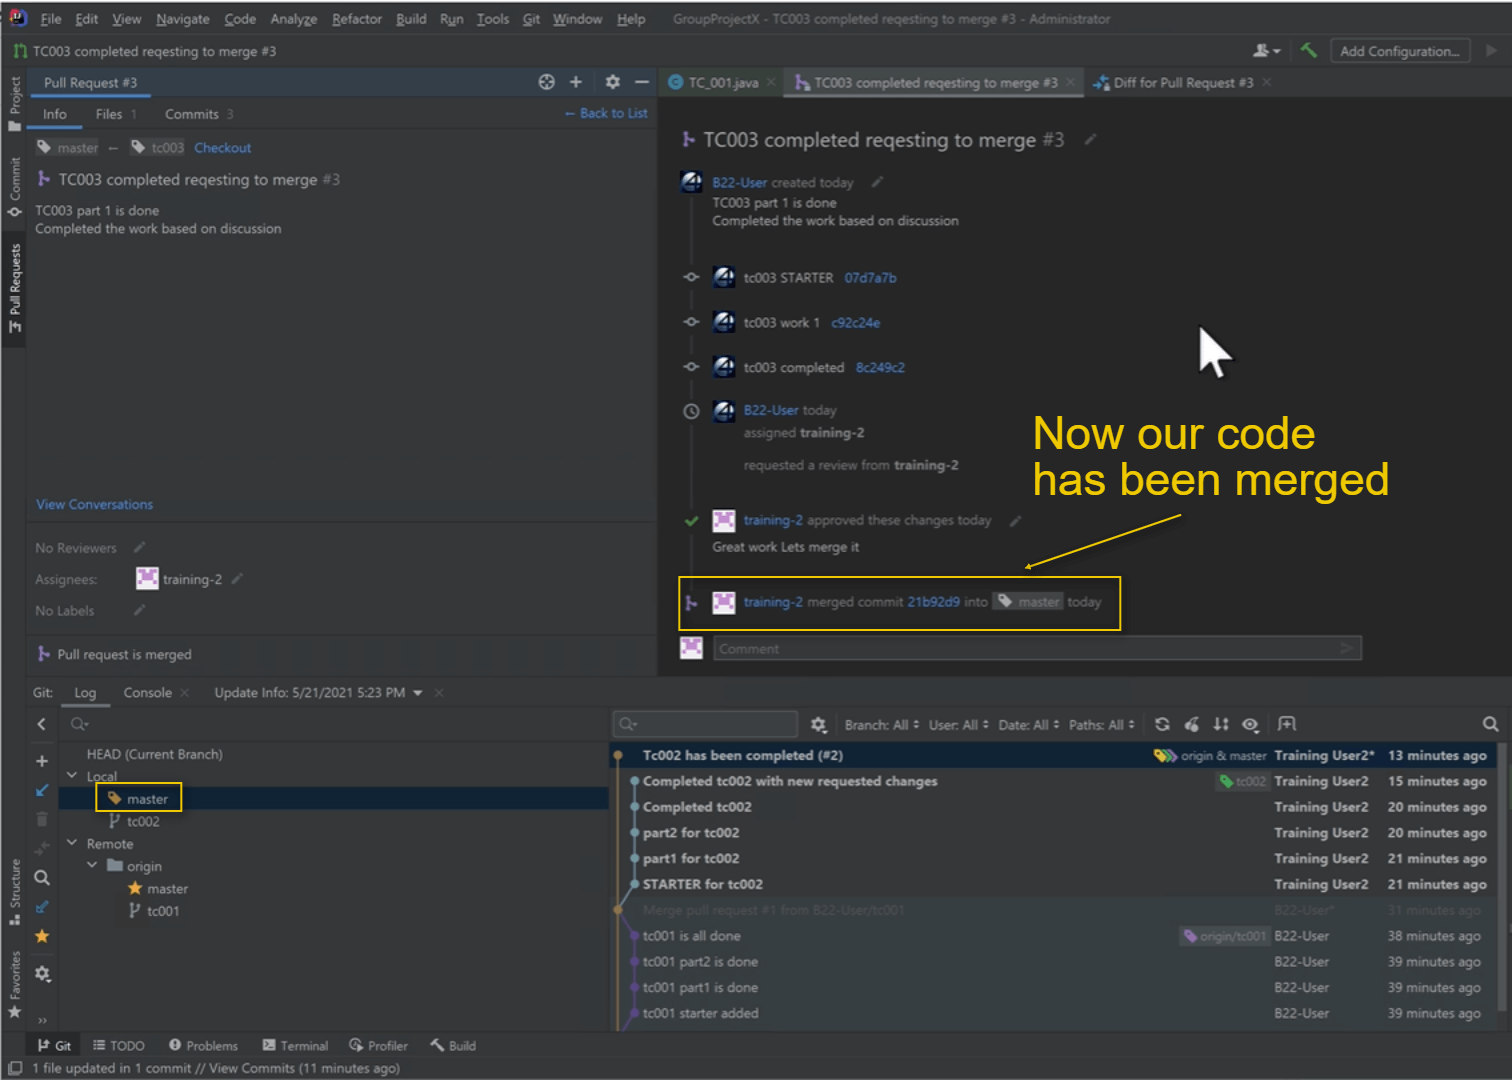 File Edit View Navigate Code Analyze Refactor Build Run Tools Git Window Help GroupProjectX - TC003 completed reqesting to merge #3 - Administrator
TC003 completed reqesting to merge #3
Add Configuration...
Project
Commit
Pull Requests
Structure
Favorites
Pull Request #3
Info Files 1 Commits 3 ← Back to List
master ← tc003 Checkout
TC003 completed reqesting to merge #3
TC003 part 1 is done
Completed the work based on discussion
View Conversations
No Reviewers
Assignees: training-2
No Labels
Pull request is merged
TC_001.java TC003 completed reqesting to merge #3 Diff for Pull Request #3
TC003 completed reqesting to merge #3
B22-User created today
TC003 part 1 is done
Completed the work based on discussion
tc003 STARTER 07d7a7b
tc003 work 1 c92c24e
tc003 completed 8c249c2
B22-User today
assigned training-2
requested a review from training-2
Now our code
has been merged
training-2 approved these changes today
Great work Lets merge it
training-2 merged commit 21b92d9 into master today
Comment
Git: Log Console Update Info: 5/21/2021 5:23 PM
HEAD (Current Branch)
Local
master
tc002
Remote
origin
master
tc001
Branch: All User: All Date: All Paths: All
Tc002 has been completed (#2) origin & master Training User2* 13 minutes ago
Completed tc002 with new requested changes tc002 Training User2 15 minutes ago
Completed tc002 Training User2 20 minutes ago
part2 for tc002 Training User2 20 minutes ago
part1 for tc002 Training User2 21 minutes ago
STARTER for tc002 Training User2 21 minutes ago
Merge pull request #1 from B22-User/tc001 B22-User* 31 minutes ago
tc001 is all done origin/tc001 B22-User 38 minutes ago
tc001 part2 is done B22-User 39 minutes ago
tc001 part1 is done B22-User 39 minutes ago
tc001 starter added B22-User 39 minutes ago
Git TODO Problems Terminal Profiler Build
1 file updated in 1 commit // View Commits (11 minutes ago)